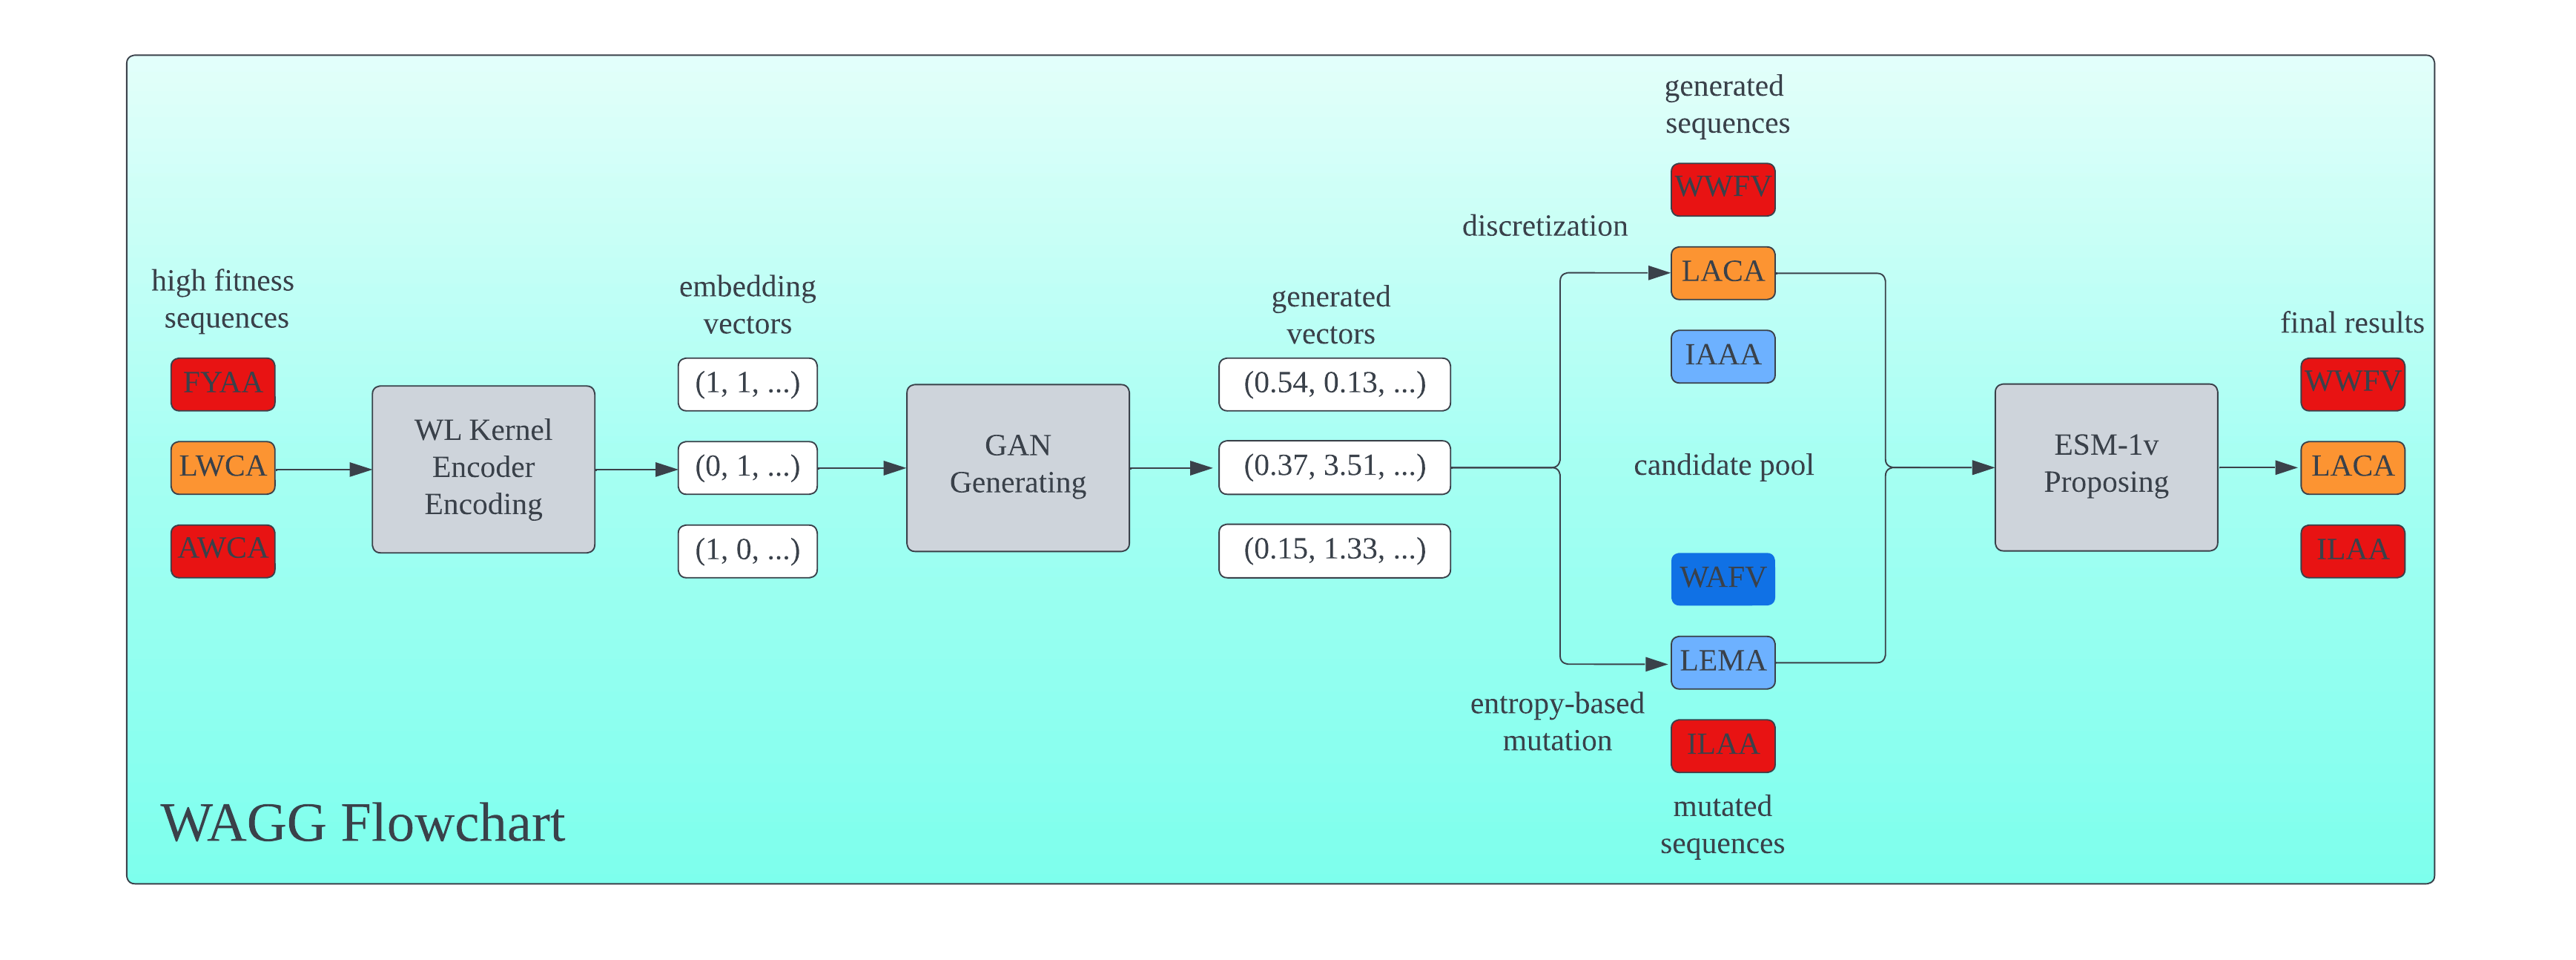 high fitness
sequences
FYAA
LWCA
AWCA
WL Kernel
Encoder
Encoding
embedding
vectors
(1, 1, ...)
(0, 1, ...)
(1, 0, ...)
GAN
Generating
generated
vectors
(0.54, 0.13, ...)
(0.37, 3.51, ...)
(0.15, 1.33, ...)
discretization
entropy-based
mutation
generated
sequences
WWFV
LACA
IAAA
candidate pool
WAFV
LEMA
ILAA
mutated
sequences
ESM-1v
Proposing
final results
WWFV
LACA
ILAA
WAGG Flowchart